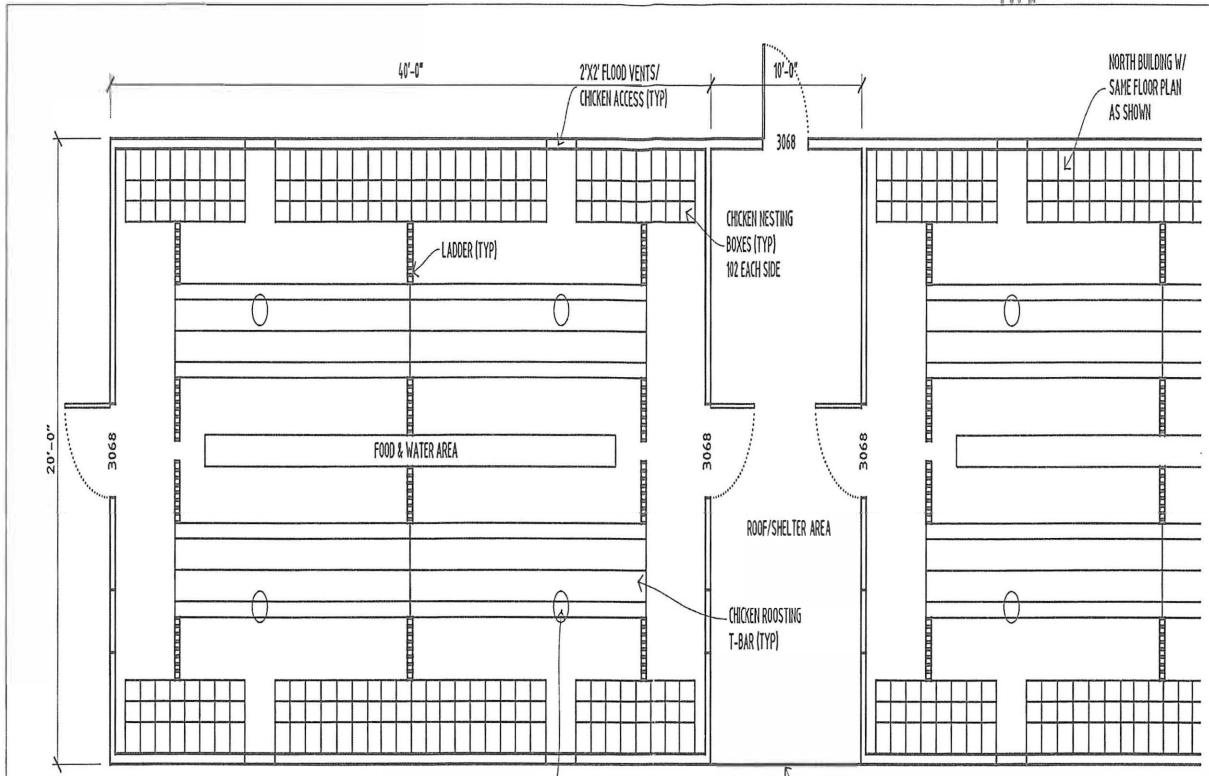 40'-0"
2'X2' FLOOD VENTS/
CHICKEN ACCESS (TYP)
10'-0"
NORTH BUILDING W/
SAME FLOOR PLAN
AS SHOWN
3068
CHICKEN NESTING
BOXES (TYP)
102 EACH SIDE
LADDER (TYP)
20'-0"
3068
FOOD & WATER AREA
3068
3068
ROOF/SHELTER AREA
CHICKEN ROOSTING
T-BAR (TYP)